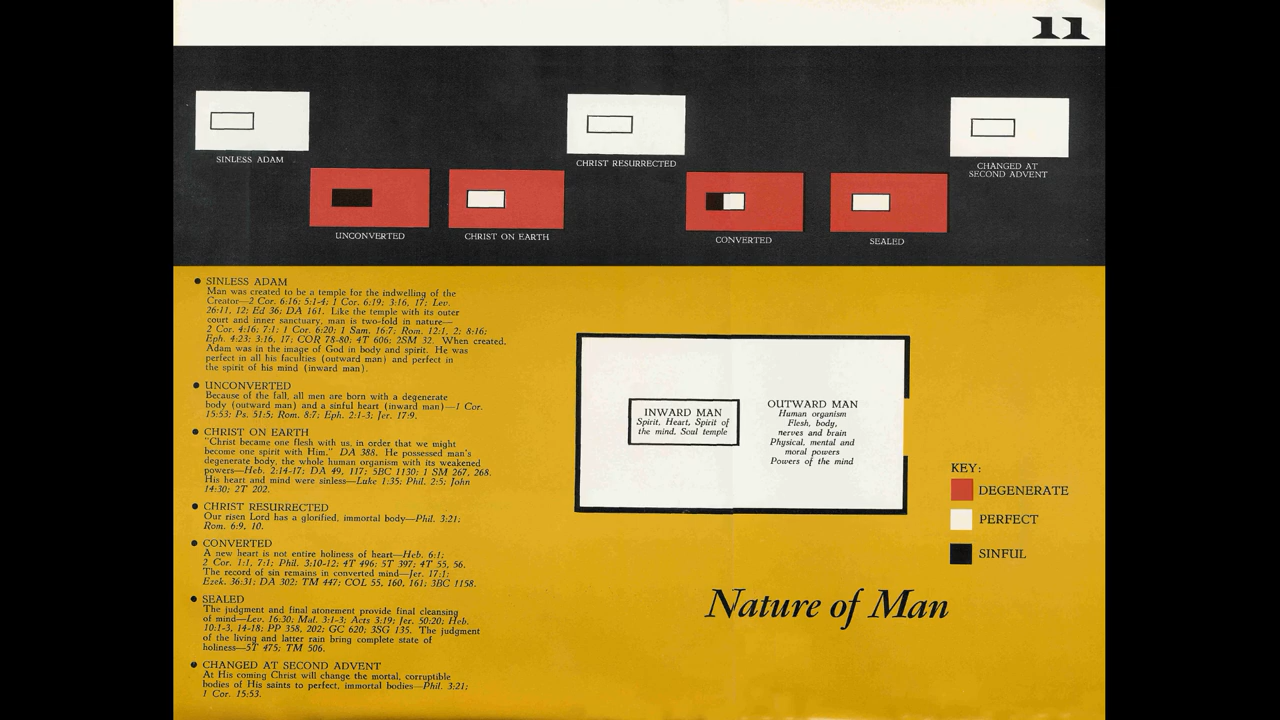 11
SINLESS ADAM
CHRIST RESURRECTED
CHANGED AT
SECOND ADVENT
UNCONVERTED
CHRIST ON EARTH
CONVERTED
SEALED
● SINLESS ADAM
Man was created to be a temple for the indwelling of the
Creator—2 Cor. 6:16; 5:1-4; 1 Cor. 6:19; 3:16, 17; Lev.
26:11, 12; Ed 36; DA 161. Like the temple with its outer
court and inner sanctuary, man is two-fold in nature—
2 Cor. 4:16, 7:1; 1 Cor. 6:20; 1 Sam. 16:7; Rom. 12:1, 2; 8:16;
Eph. 4:23; 3:16, 17; COR 78-80; 4T 606; 2SM 32. When created,
Adam was in the image of God in body and spirit. He was
perfect in all his faculties (outward man) and perfect in
the spirit of his mind (inward man).
● UNCONVERTED
Because of the fall, all men are born with a degenerate
body (outward man) and a sinful heart (inward man)—1 Cor.
15:53; Ps. 51:5; Rom. 8:7; Eph. 2:1-3; Jer. 17:9.
● CHRIST ON EARTH
"Christ became one flesh with us, in order that we might
become one spirit with Him." DA 388. He possessed man's
degenerate body, the whole human organism with its weakened
powers—Heb. 2:14-17; DA 49, 117; 5BC 1130; 1 SM 267, 268.
His heart and mind were sinless—Luke 1:35; Phil. 2:5; John
14:30; 2T 202.
● CHRIST RESURRECTED
Our risen Lord has a glorified, immortal body—Phil. 3:21;
Rom. 6:9, 10.
● CONVERTED
A new heart is not entire holiness of heart—Heb. 6:1;
2 Cor. 1:1, 7:1; Phil. 3:10-12; 4T 496; 5T 397; 4T 55, 56.
The record of sin remains in converted mind—Jer. 17:1;
Ezek. 36:31; DA 302; TM 447; COL 55, 160, 161; 3BC 1158.
● SEALED
The judgment and final atonement provide final cleansing
of mind—Lev. 16:30; Mal. 3:1-3; Acts 3:19; Jer. 50:20; Heb.
10:1-3, 14-18; PP 358, 202; GC 620; 3SG 135. The judgment
of the living and latter rain bring complete state of
holiness—5T 475; TM 506.
● CHANGED AT SECOND ADVENT
At His coming Christ will change the mortal, corruptible
bodies of His saints to perfect, immortal bodies—Phil. 3:21;
1 Cor. 15:53.
INWARD MAN
Spirit, Heart, Spirit of
the mind, Soul temple
OUTWARD MAN
Human organism
Flesh, body,
nerves and brain
Physical, mental and
moral powers
Powers of the mind
KEY:
DEGENERATE
PERFECT
SINFUL
Nature of Man